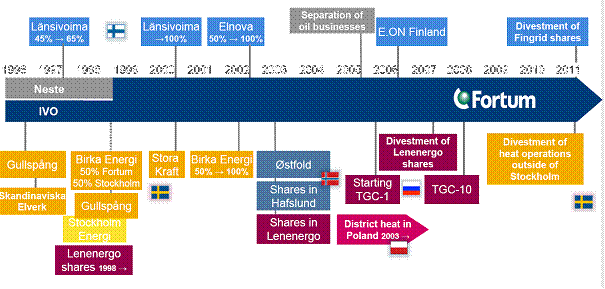 Länsivoima
45% → 65%
Länsivoima
→100%
Elnova
50% → 100%
Separation of
oil businesses
E.ON Finland
Divestment of
Fingrid shares
1996 1997 1998 1999 2000 2001 2002 2003 2004 2005 2006 2007 2008 2009 2010 2011
Neste
IVO
Fortum
Gullspång
Skandinaviska
Elverk
Birka Energi
50% Fortum
50% Stockholm
Gullspång
Stockholm
Energi
Lenenergo
shares 1998 →
Stora
Kraft
Birka Energi
50% → 100%
Østfold
Shares in
Hafslund
Shares in
Lenenergo
Starting
TGC-1
District heat in
Poland 2003 →
Divestment of
Lenenergo
shares
TGC-10
Divestment of
heat operations
outside of
Stockholm